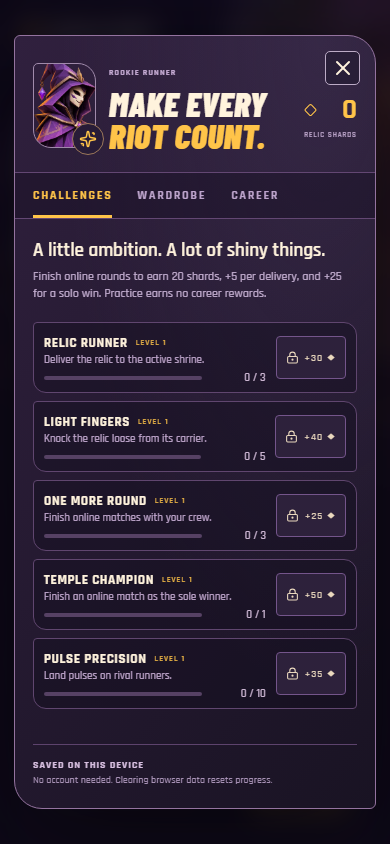 ROOKIE RUNNER
MAKE EVERY
RIOT COUNT.
0
RELIC SHARDS
CHALLENGES WARDROBE CAREER
A little ambition. A lot of shiny things.
Finish online rounds to earn 20 shards, +5 per delivery, and +25
for a solo win. Practice earns no career rewards.
RELIC RUNNER LEVEL 1
Deliver the relic to the active shrine.
0 / 3
+30
LIGHT FINGERS LEVEL 1
Knock the relic loose from its carrier.
0 / 5
+40
ONE MORE ROUND LEVEL 1
Finish online matches with your crew.
0 / 3
+25
TEMPLE CHAMPION LEVEL 1
Finish an online match as the sole winner.
0 / 1
+50
PULSE PRECISION LEVEL 1
Land pulses on rival runners.
0 / 10
+35
SAVED ON THIS DEVICE
No account needed. Clearing browser data resets progress.